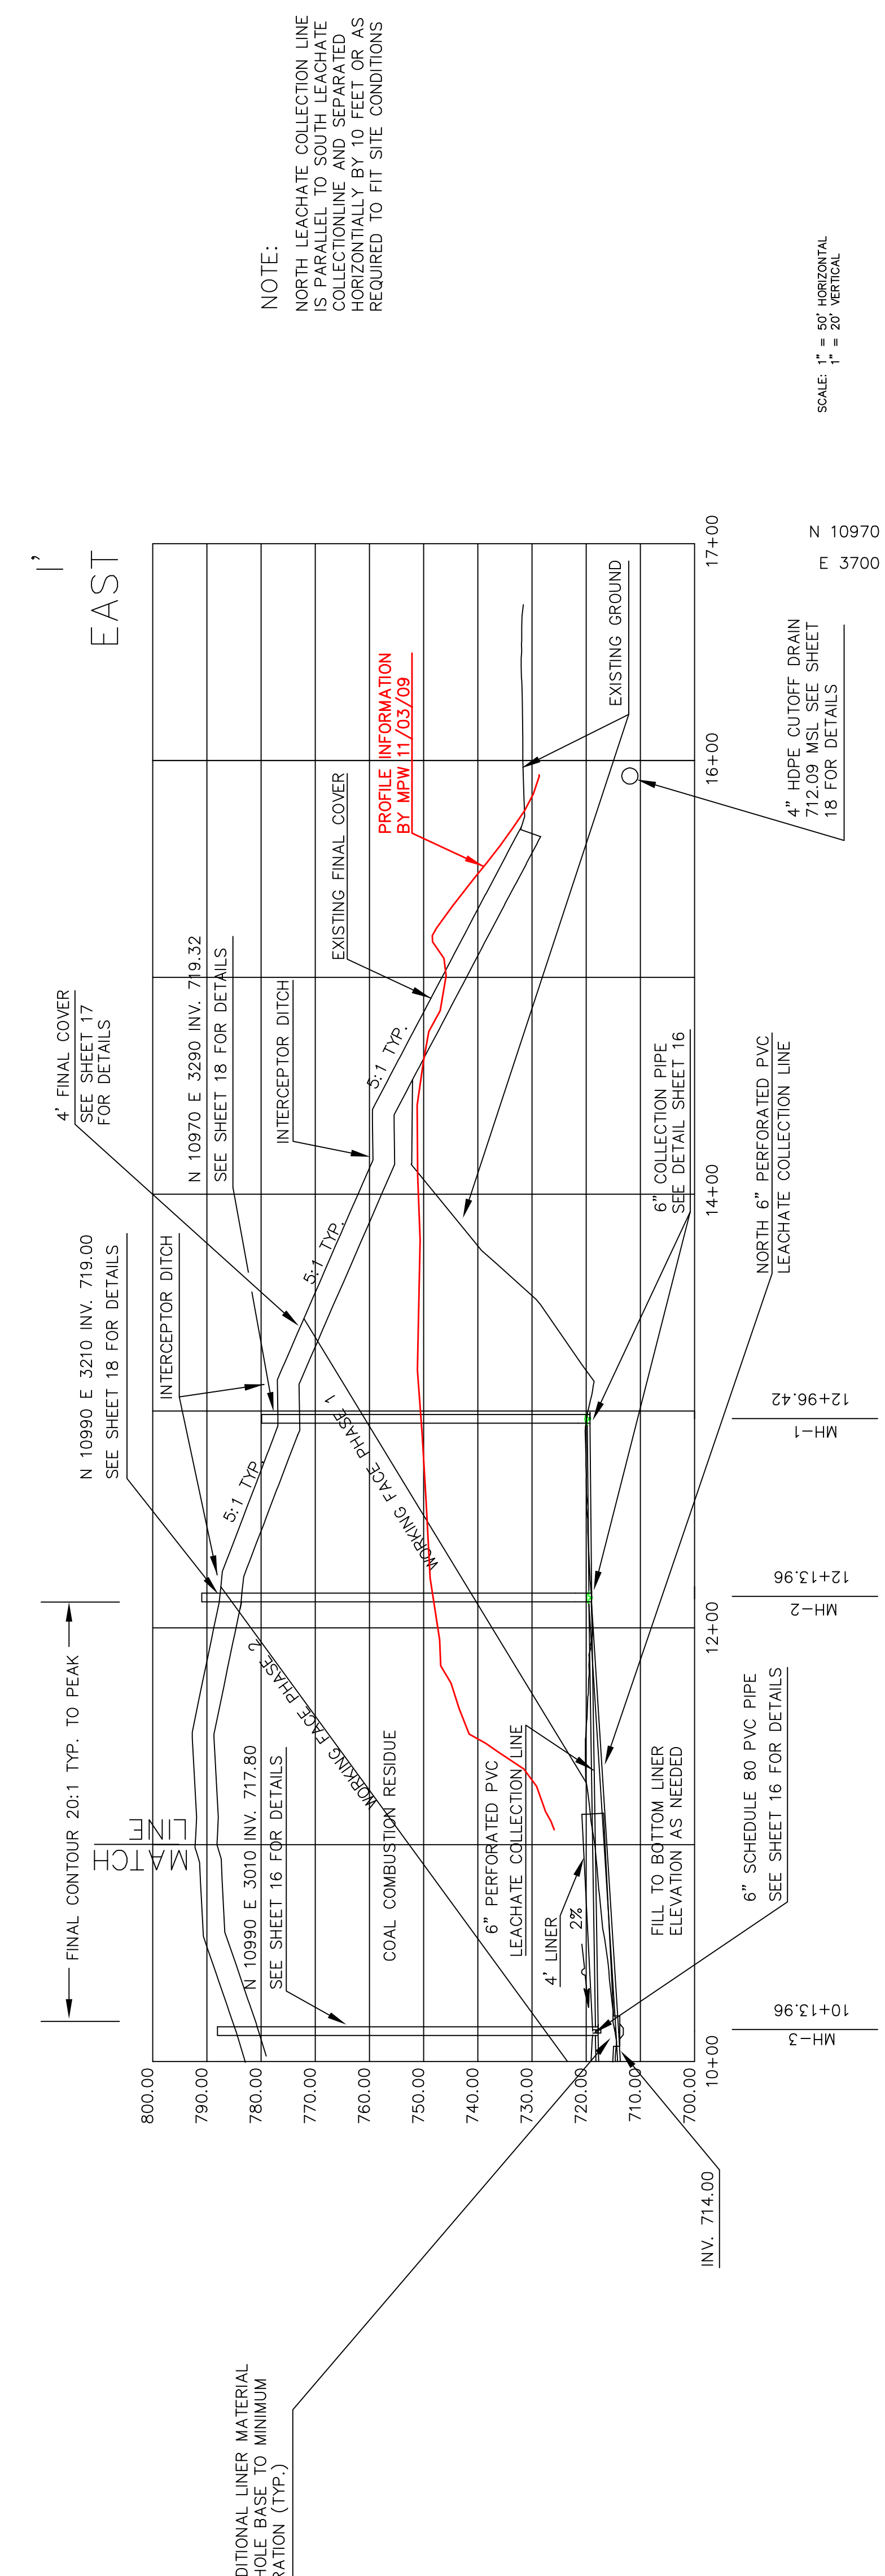 NOTE:
NORTH LEACHATE COLLECTION LINE
IS PARALLEL TO SOUTH LEACHATE
COLLECTIONLINE AND SEPARATED
HORIZONTIALLY BY 10 FEET OR AS
REQUIRED TO FIT SITE CONDITIONS
SCALE: 1" = 50' HORIZONTAL
1" = 20' VERTICAL
I'
EAST
N 10970
E 3700
FINAL CONTOUR 20:1 TYP. TO PEAK
MATCH
LINE
4' FINAL COVER
SEE SHEET 17
FOR DETAILS
N 10990 E 3210 INV. 719.00
SEE SHEET 18 FOR DETAILS
INTERCEPTOR DITCH
N 10970 E 3290 INV. 719.32
SEE SHEET 18 FOR DETAILS
INTERCEPTOR DITCH
EXISTING FINAL COVER
PROFILE INFORMATION
BY MPW 11/03/09
EXISTING GROUND
4" HDPE CUTOFF DRAIN
712.09 MSL SEE SHEET
18 FOR DETAILS
5:1 TYP.
5:1 TYP.
5:1 TYP.
WORKING FACE PHASE 1
WORKING FACE PHASE 2
N 10990 E 3010 INV. 717.80
SEE SHEET 16 FOR DETAILS
COAL COMBUSTION RESIDUE
6" PERFORATED PVC
LEACHATE COLLECTION LINE
4' LINER
2%
FILL TO BOTTOM LINER
ELEVATION AS NEEDED
6" COLLECTION PIPE
SEE DETAIL SHEET 16
NORTH 6" PERFORATED PVC
LEACHATE COLLECTION LINE
6" SCHEDULE 80 PVC PIPE
SEE SHEET 16 FOR DETAILS
800.00
790.00
780.00
770.00
760.00
750.00
740.00
730.00
720.00
710.00
700.00
10+00
12+00
14+00
16+00
17+00
MH-3
10+13.96
MH-2
12+13.96
MH-1
12+96.42
INV. 714.00
DITIONAL LINER MATERIAL
HOLE BASE TO MINIMUM
RATION (TYP.)